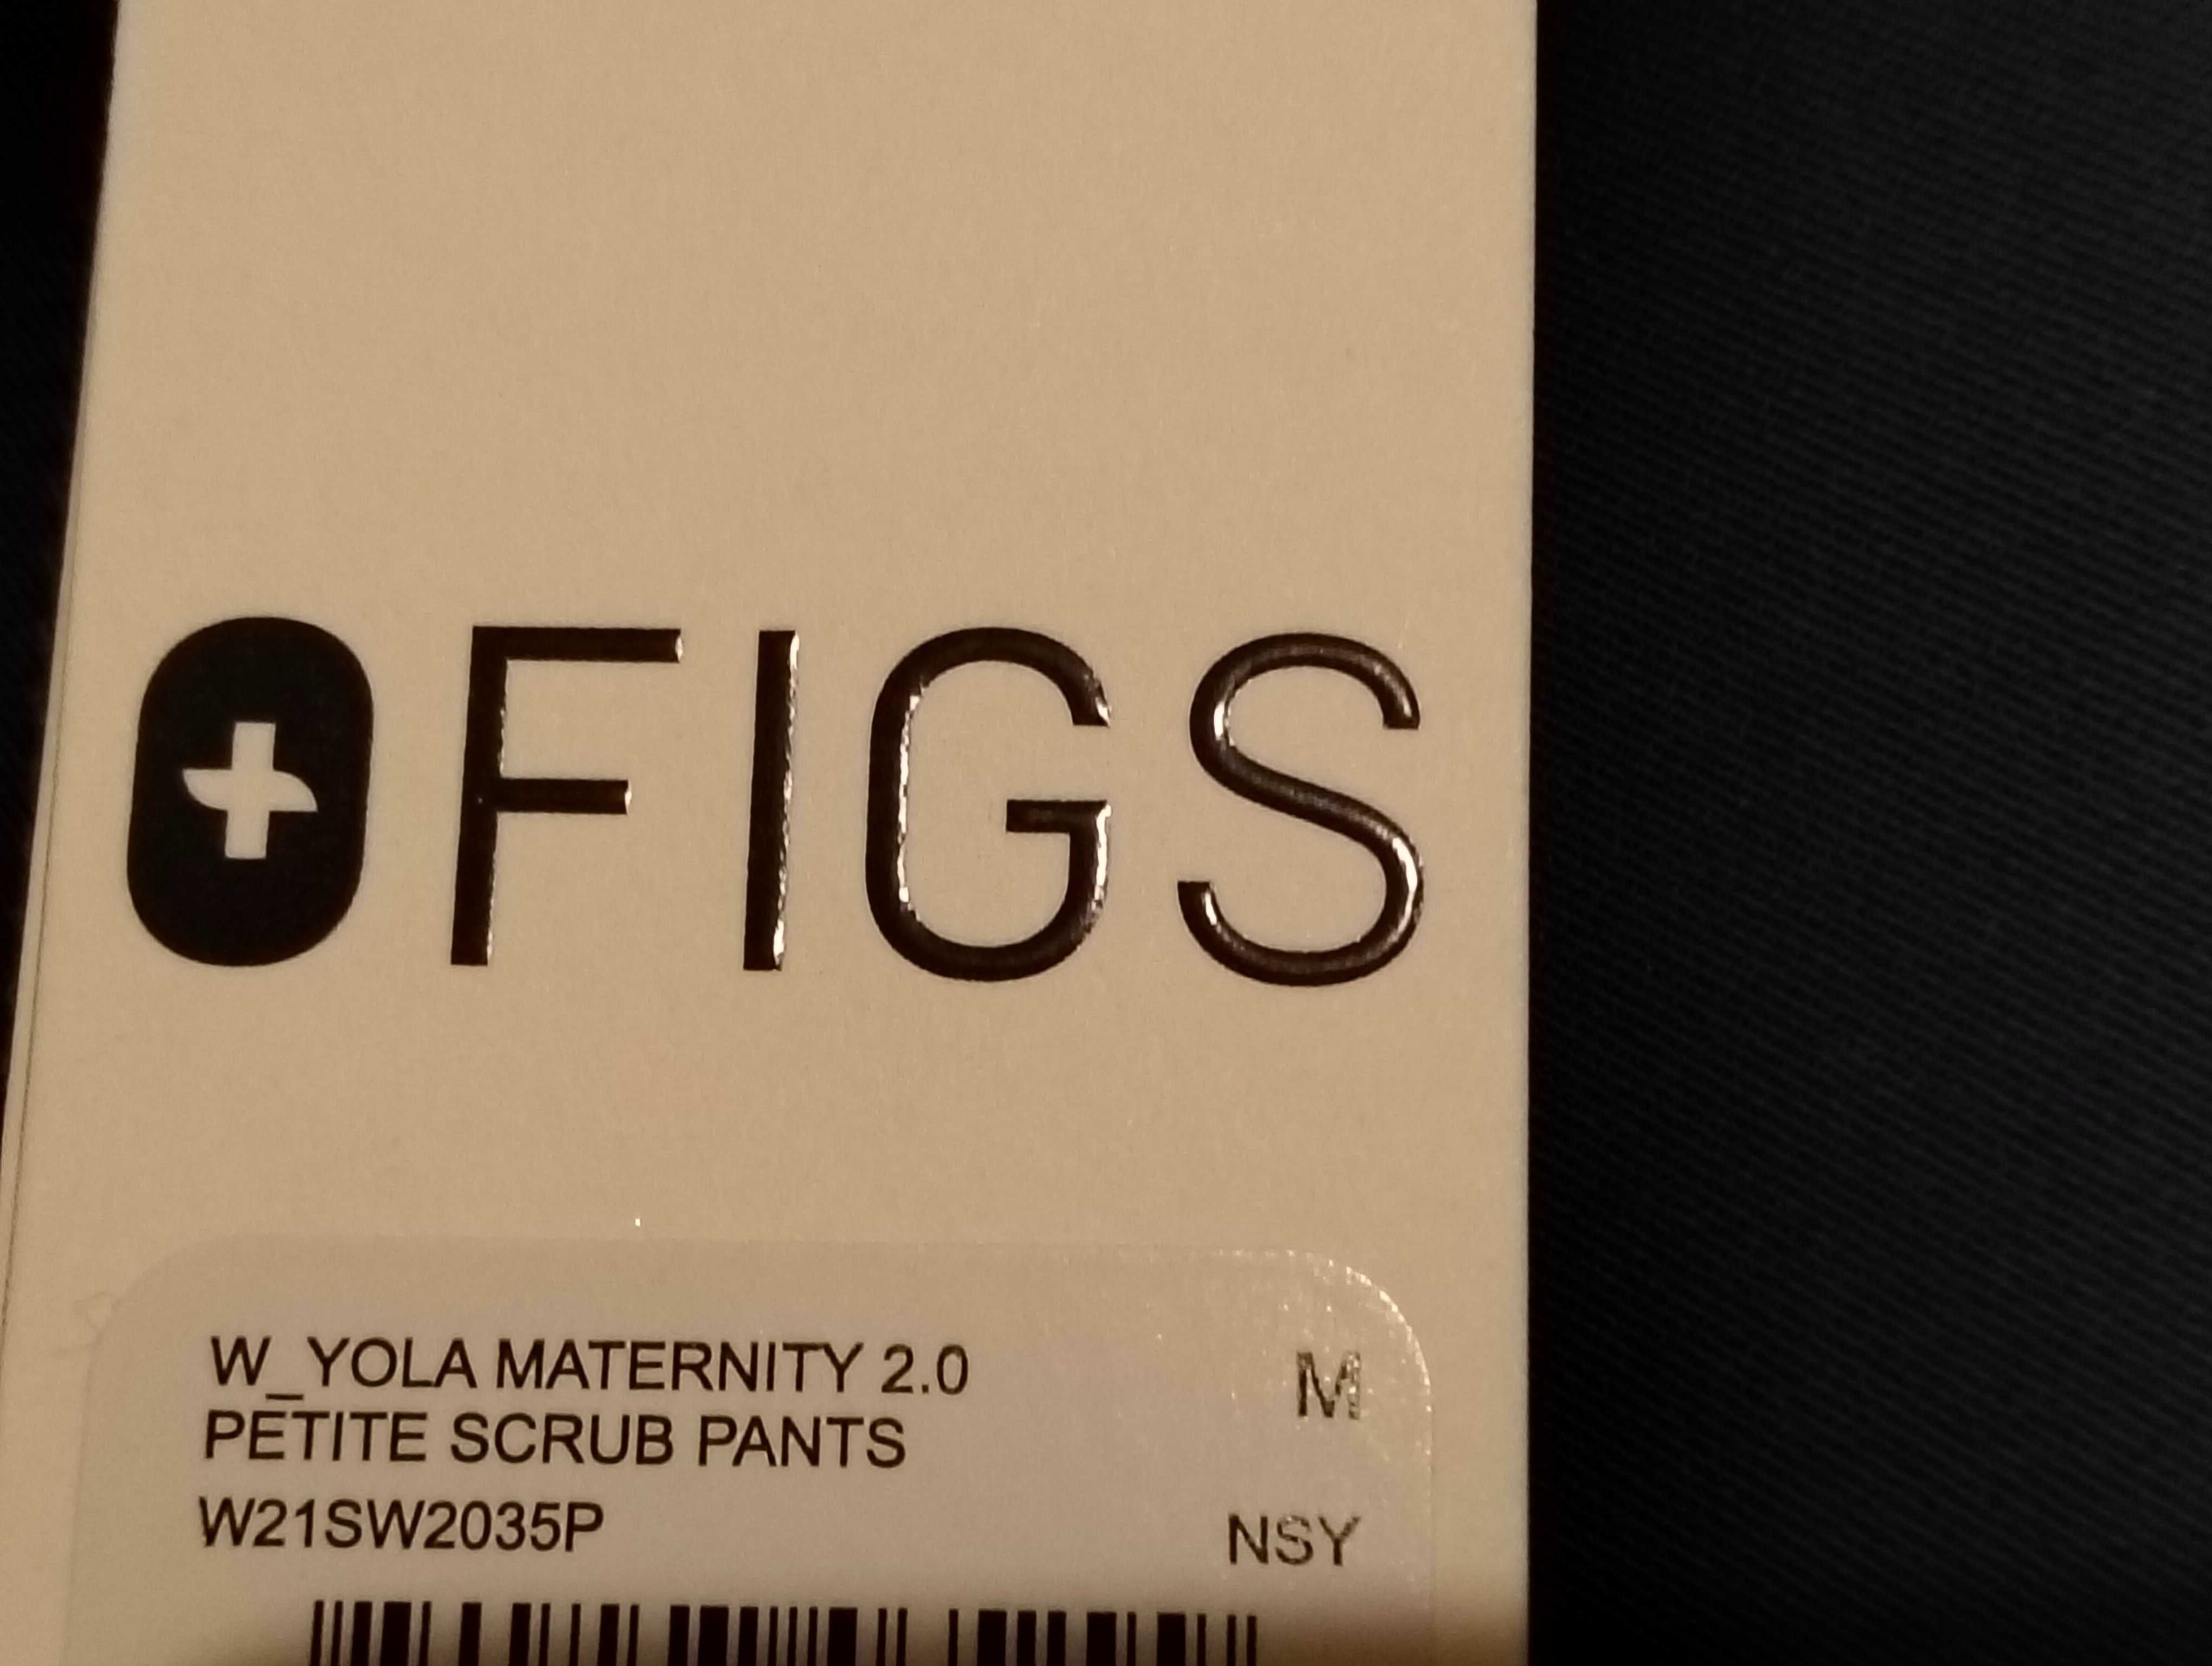 FIGS
W_YOLA MATERNITY 2.0 M
PETITE SCRUB PANTS
W21SW2035P NSY